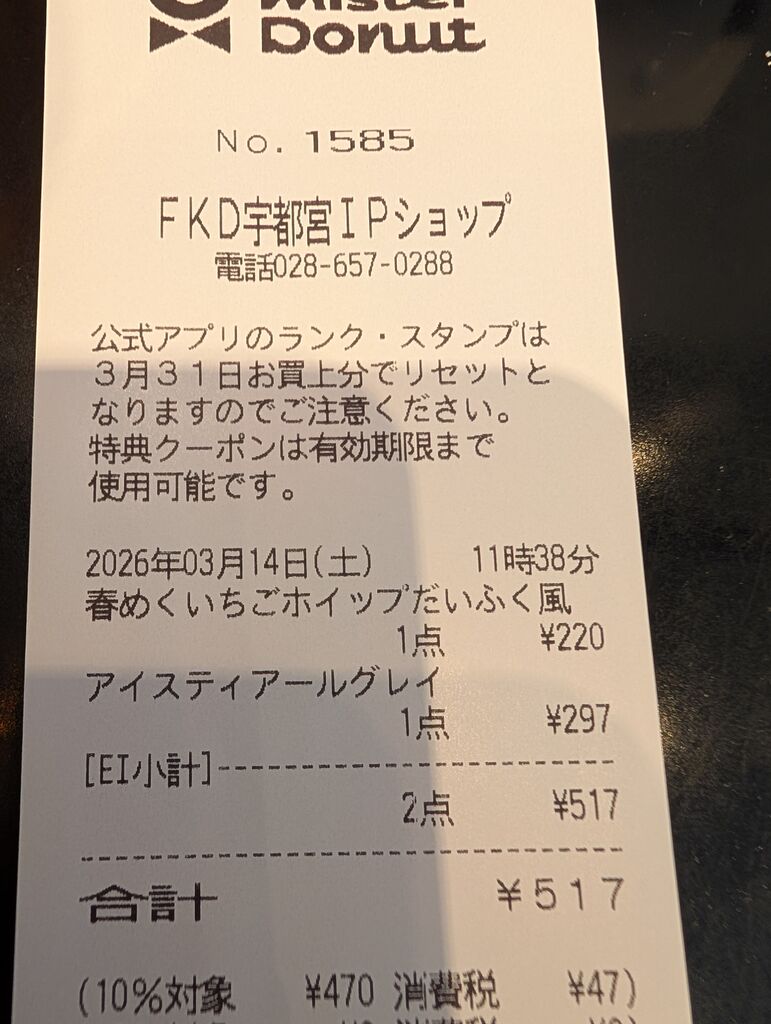 Mister
Donut
No. 1585
FKD宇都宮IPショップ
電話028-657-0288
公式アプリのランク・スタンプは
3月31日お買上分でリセットと
なりますのでご注意ください。
特典クーポンは有効期限まで
使用可能です。
2026年03月14日(土) 11時38分
春めくいちごホイップだいふく風
1点 ¥220
アイスティアールグレイ
1点 ¥297
[EI小計]
2点 ¥517
合計 ¥517
(10%対象 ¥470 消費税 ¥47)